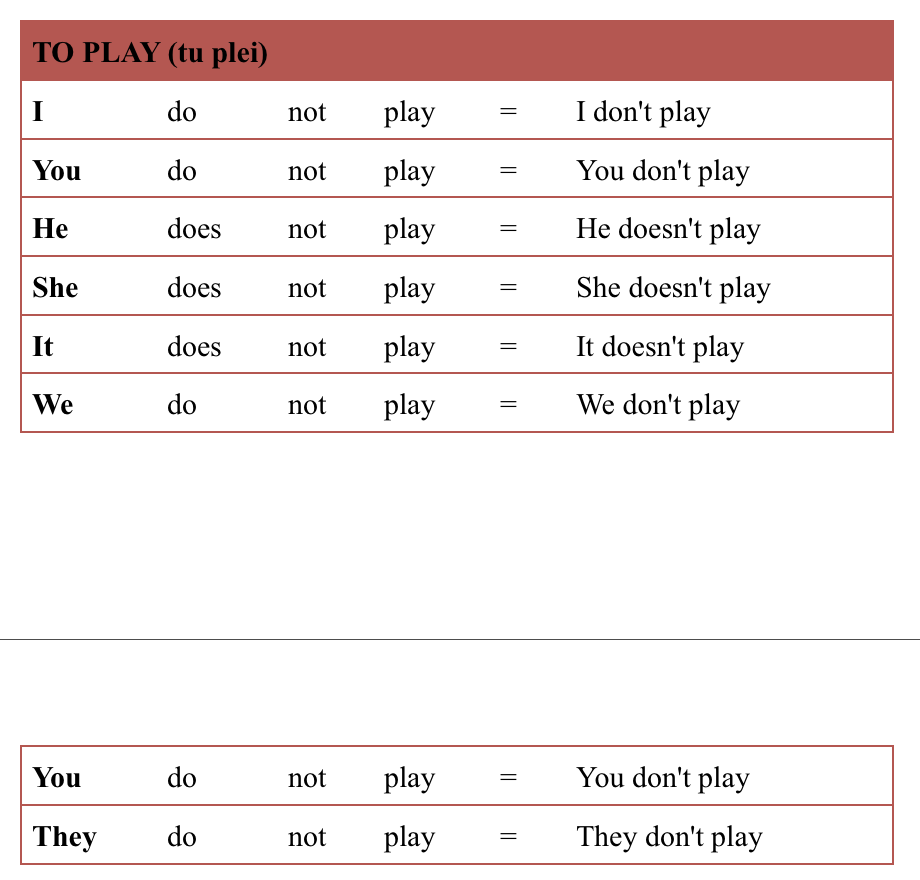 TO PLAY (tu plei)
I do not play = I don't play
You do not play = You don't play
He does not play = He doesn't play
She does not play = She doesn't play
It does not play = It doesn't play
We do not play = We don't play
You do not play = You don't play
They do not play = They don't play